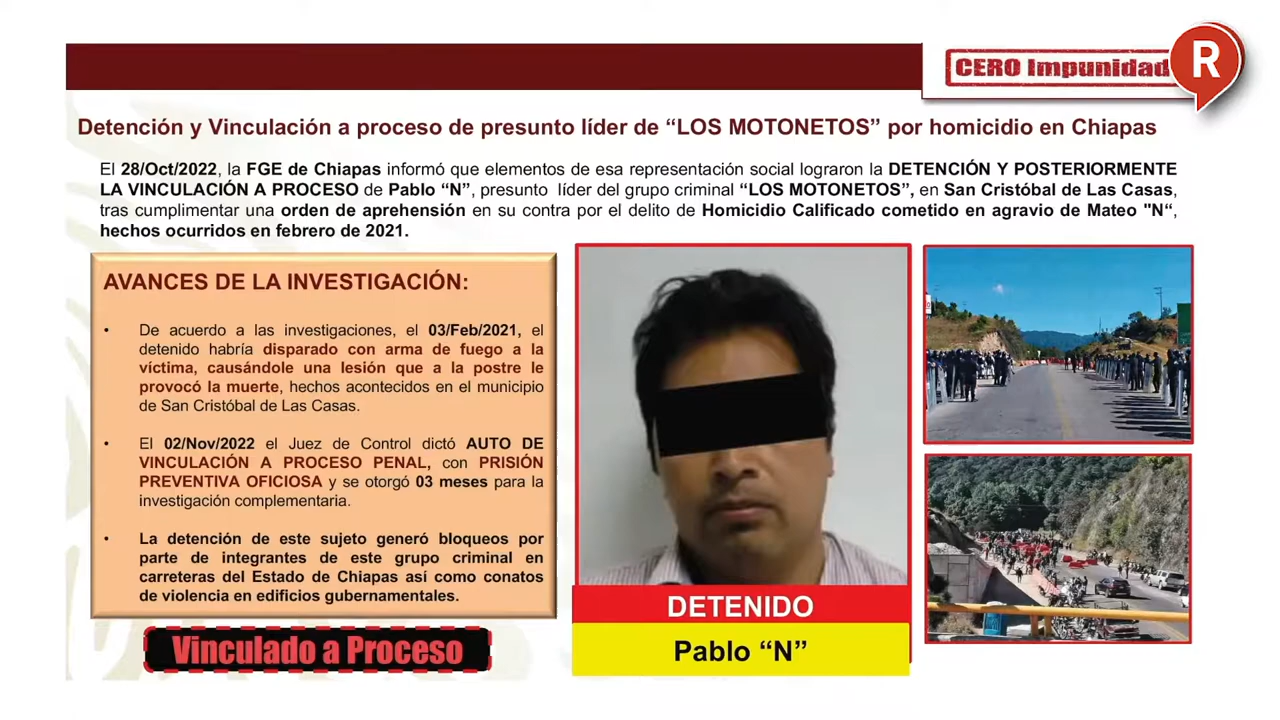 CERO Impunidad
R
Detención y Vinculación a proceso de presunto líder de “LOS MOTONETOS” por homicidio en Chiapas
El 28/Oct/2022, la FGE de Chiapas informó que elementos de esa representación social lograron la DETENCIÓN Y POSTERIORMENTE
LA VINCULACIÓN A PROCESO de Pablo “N”, presunto líder del grupo criminal “LOS MOTONETOS”, en San Cristóbal de Las Casas,
tras cumplimentar una orden de aprehensión en su contra por el delito de Homicidio Calificado cometido en agravio de Mateo "N“,
hechos ocurridos en febrero de 2021.
AVANCES DE LA INVESTIGACIÓN:
• De acuerdo a las investigaciones, el 03/Feb/2021, el
detenido habría disparado con arma de fuego a la
víctima, causándole una lesión que a la postre le
provocó la muerte, hechos acontecidos en el municipio
de San Cristóbal de Las Casas.
• El 02/Nov/2022 el Juez de Control dictó AUTO DE
VINCULACIÓN A PROCESO PENAL, con PRISIÓN
PREVENTIVA OFICIOSA y se otorgó 03 meses para la
investigación complementaria.
• La detención de este sujeto generó bloqueos por
parte de integrantes de este grupo criminal en
carreteras del Estado de Chiapas así como conatos
de violencia en edificios gubernamentales.
Vinculado a Proceso
DETENIDO
Pablo “N”